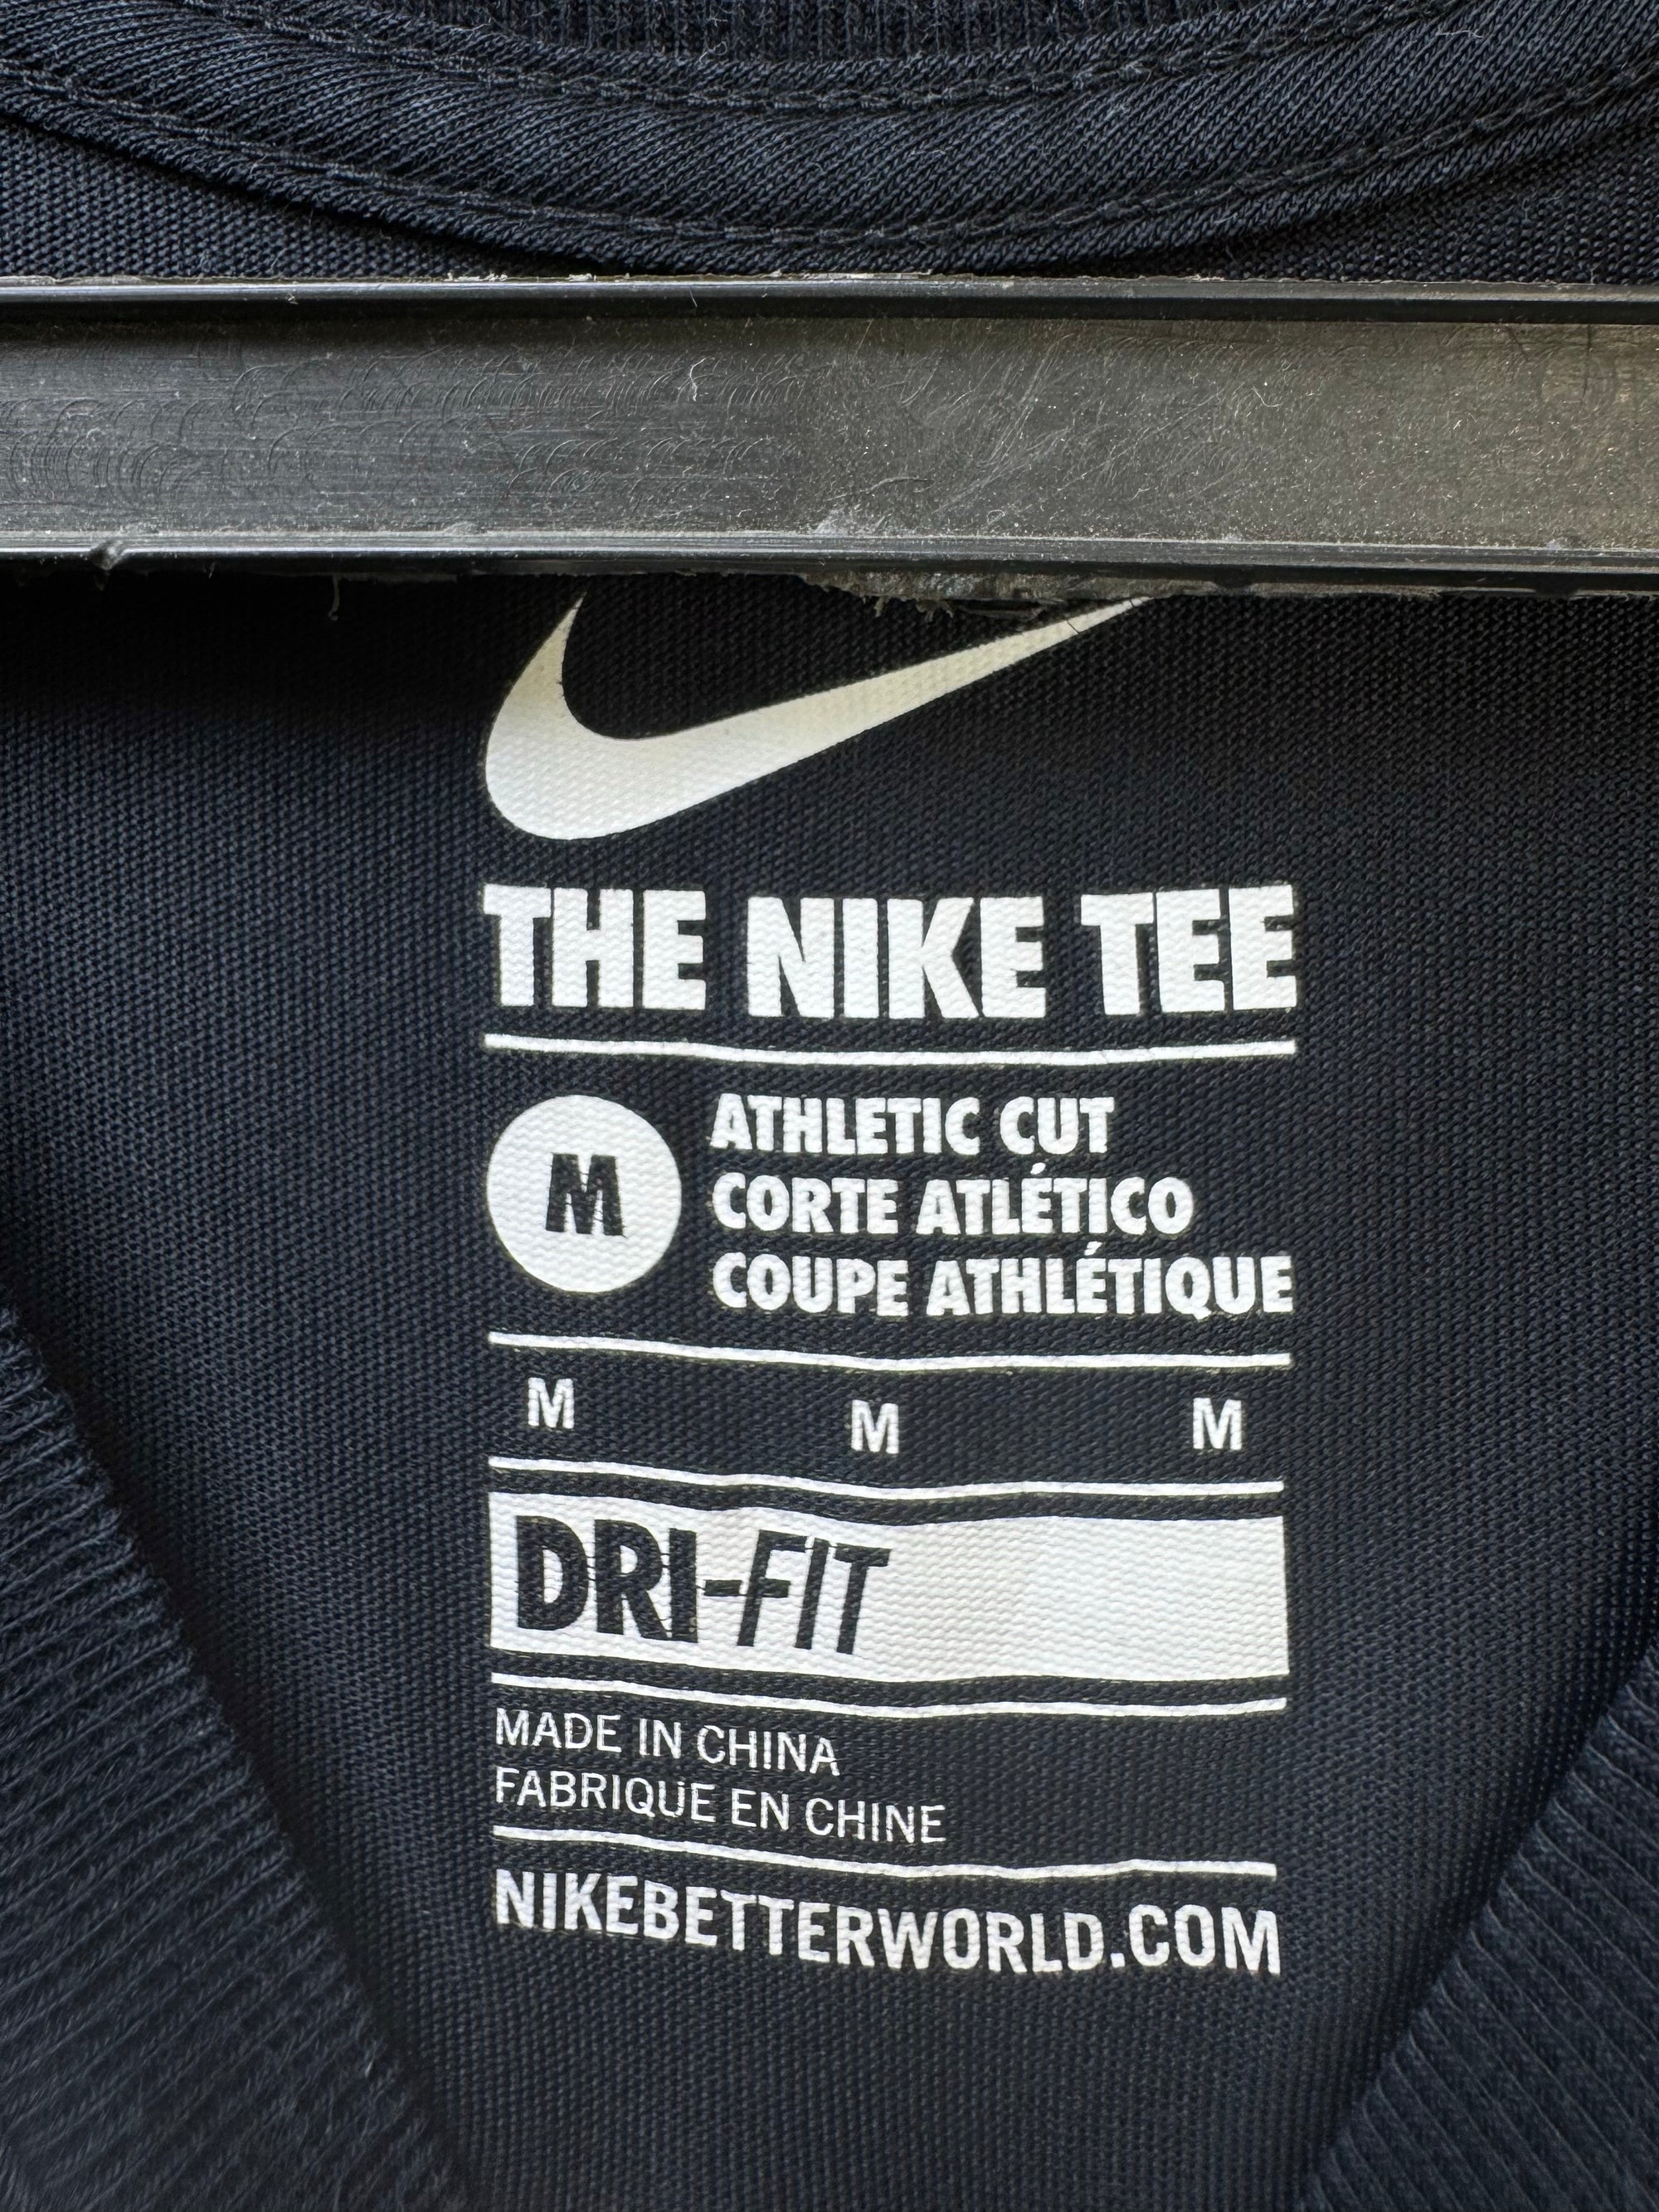 THE NIKE TEE
M
ATHLETIC CUT
CORTE ATLÉTICO
COUPE ATHLÉTIQUE
M M M
DRI-FIT
MADE IN CHINA
FABRIQUE EN CHINE
NIKEBETTERWORLD.COM